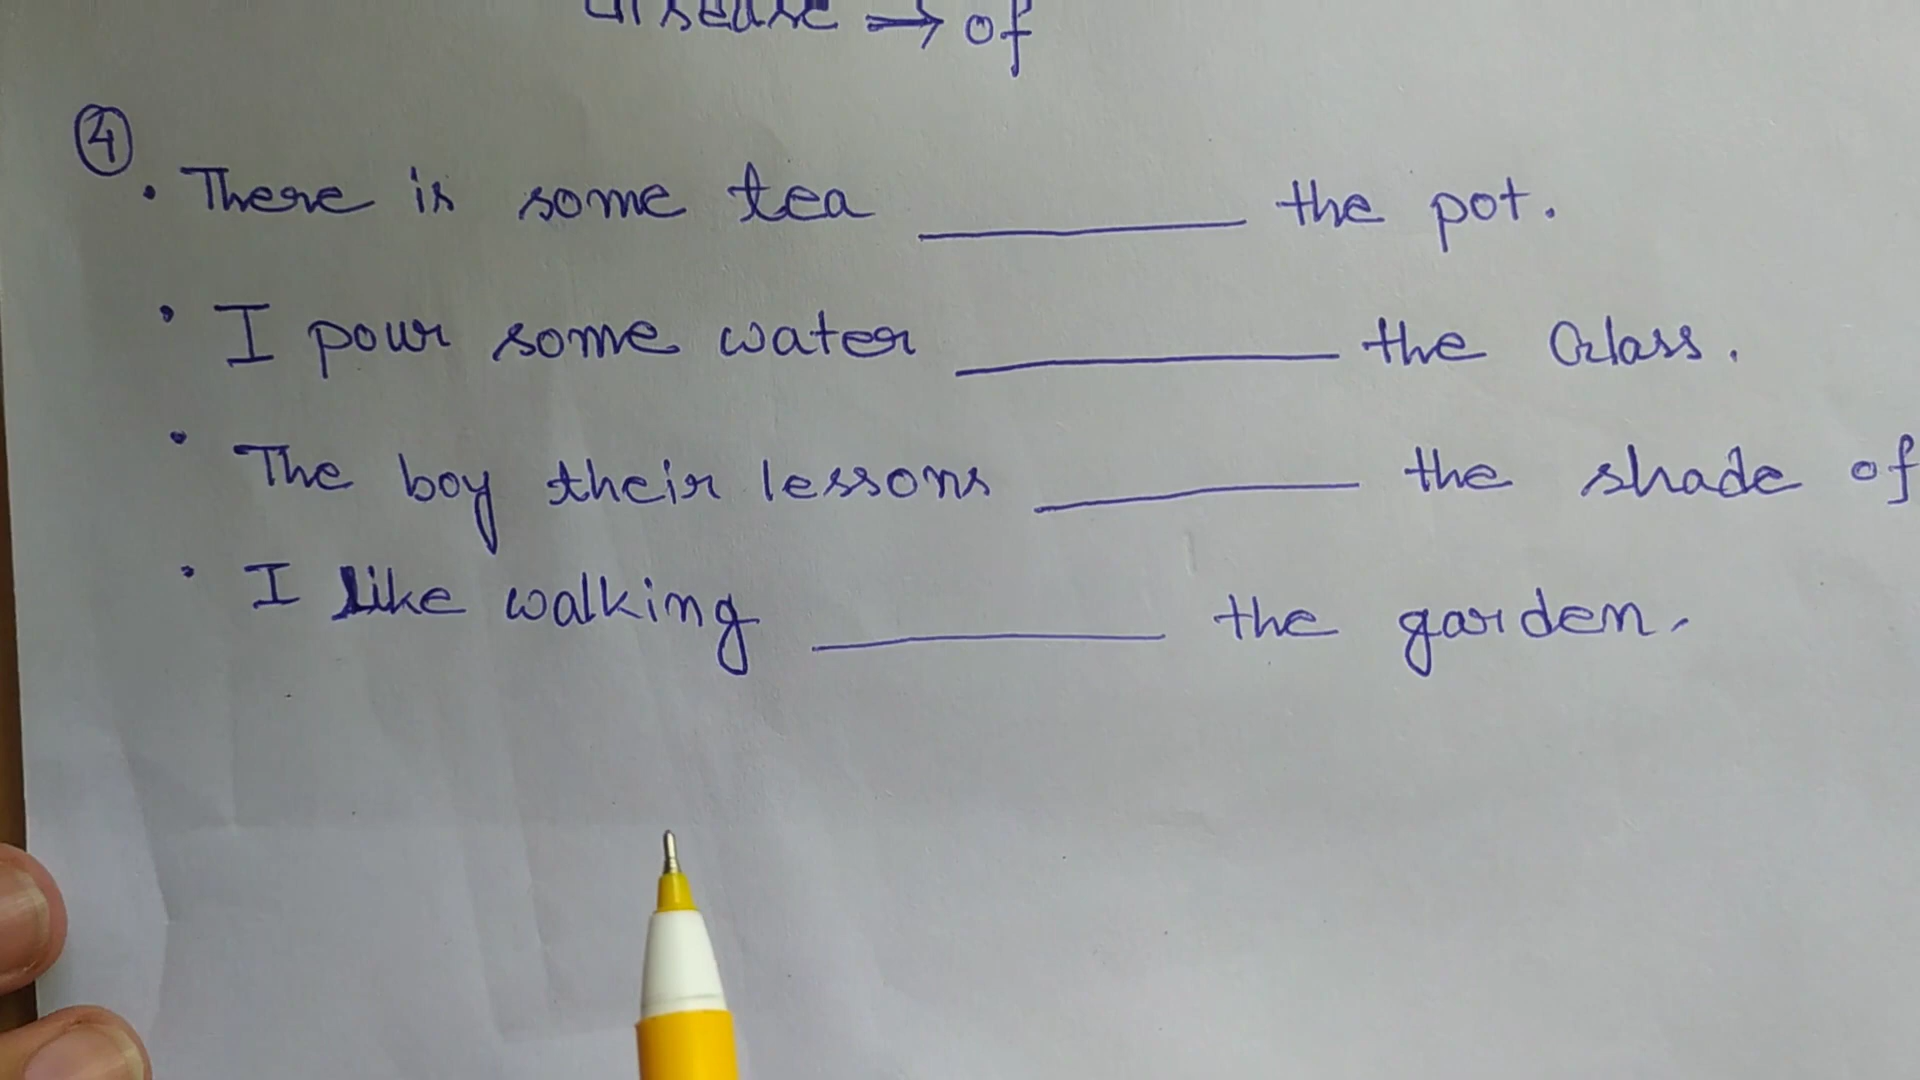 disease → of
④
• There is some tea ________ the pot.
• I pour some water ________ the Glass.
• The boy their lessons ________ the shade of
• I like walking ________ the garden.